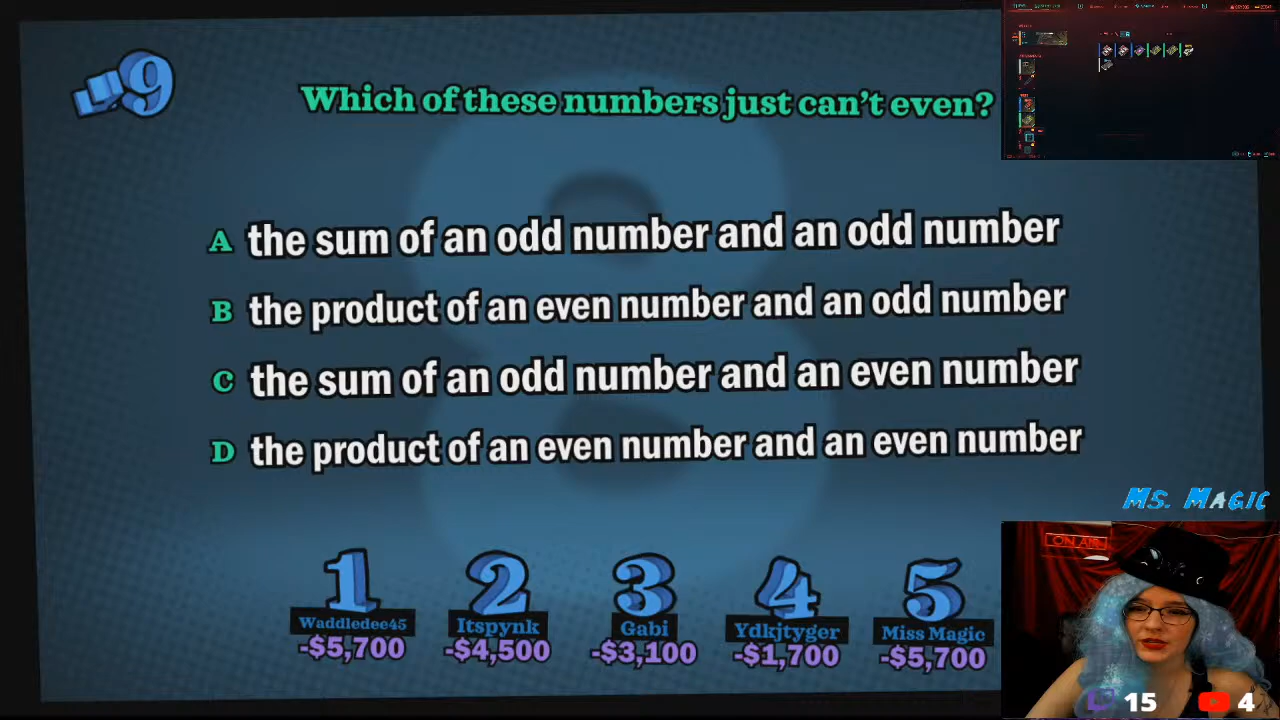 9
Which of these numbers just can't even?
A the sum of an odd number and an odd number
B the product of an even number and an odd number
C the sum of an odd number and an even number
D the product of an even number and an even number
1 2 3 4 5
Waddledee45 Itspynk Gabi Ydkjtyger Miss Magic
-$5,700 -$4,500 -$3,100 -$1,700 -$5,700
Ms. Magic
ON AIR
15 4